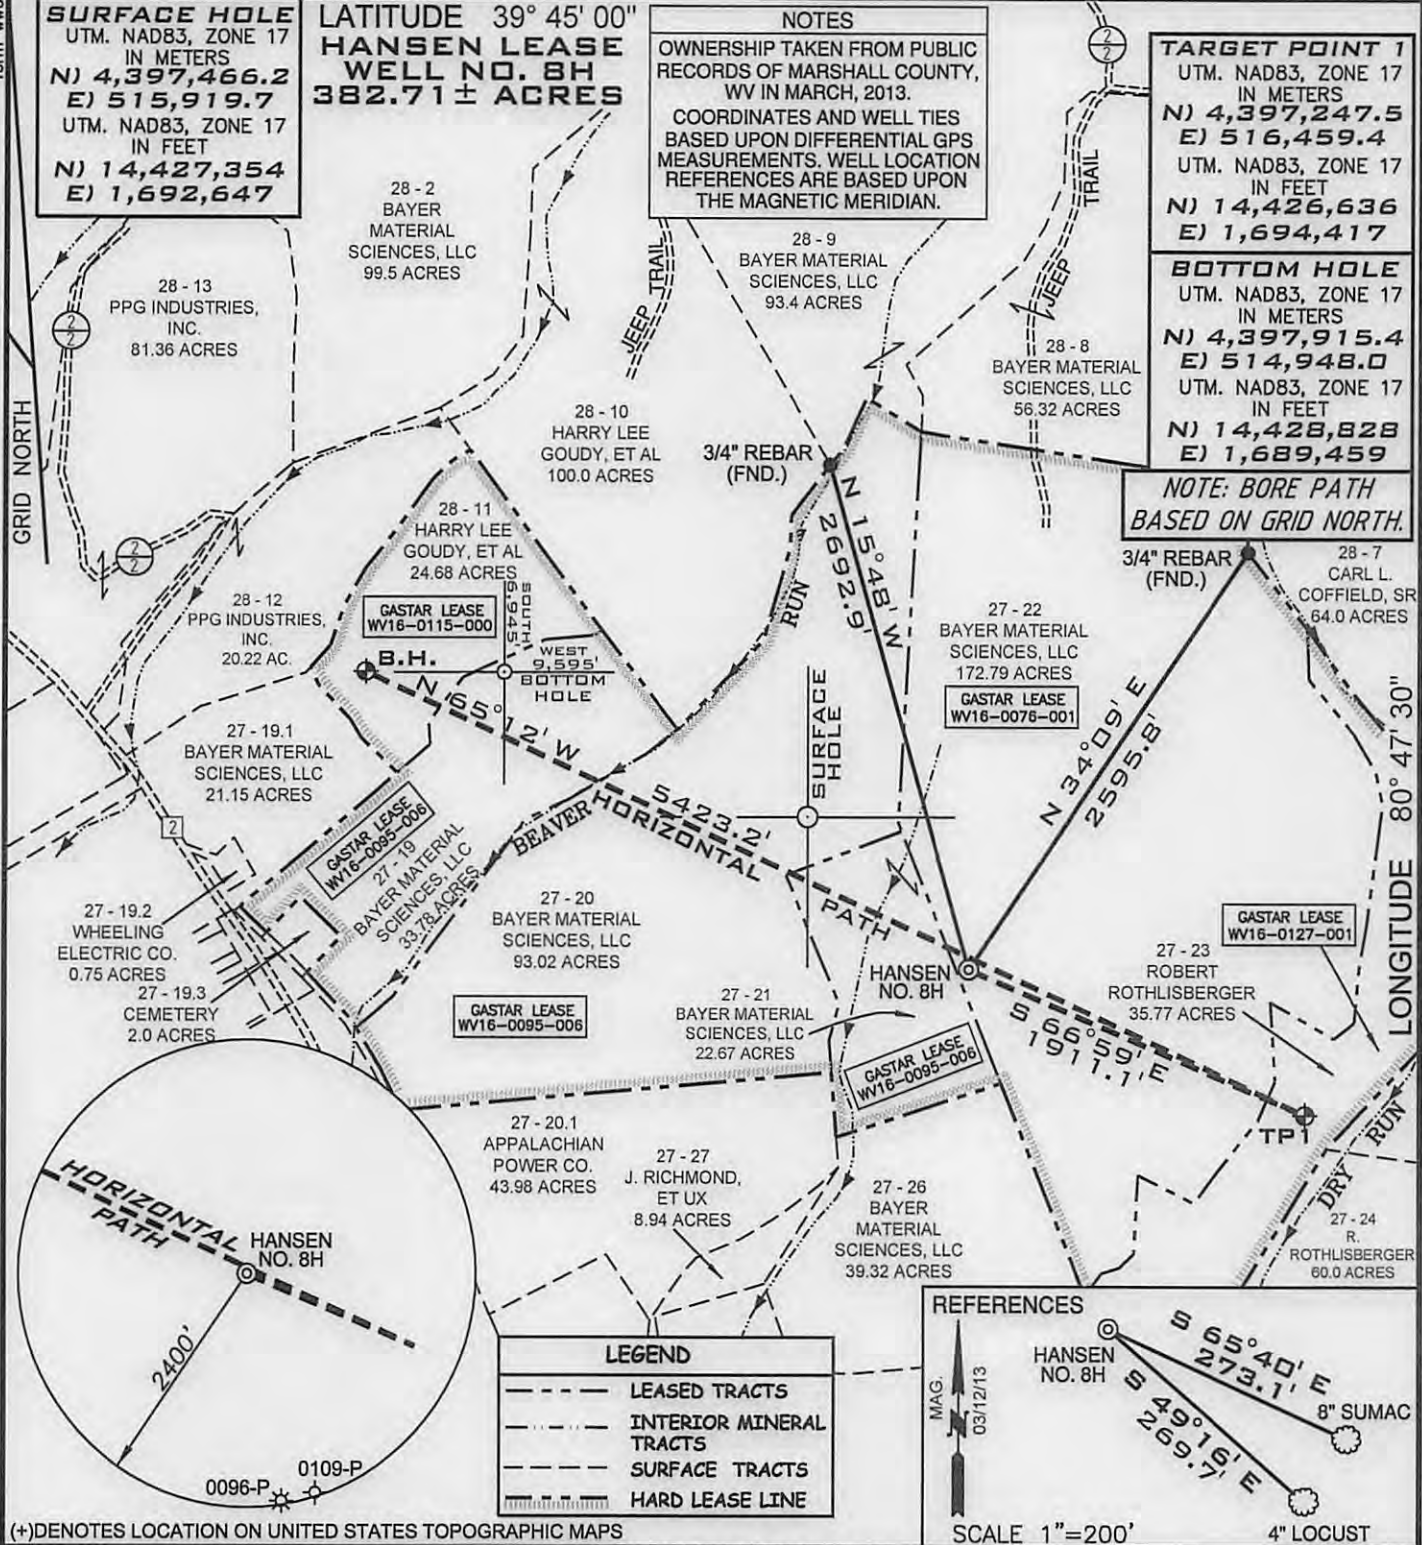 SURFACE HOLE
UTM. NAD83, ZONE 17
IN METERS
N) 4,397,466.2
E) 515,919.7
UTM. NAD83, ZONE 17
IN FEET
N) 14,427,354
E) 1,692,647
LATITUDE 39° 45' 00"
HANSEN LEASE
WELL NO. 8H
382.71± ACRES
NOTES
OWNERSHIP TAKEN FROM PUBLIC
RECORDS OF MARSHALL COUNTY,
WV IN MARCH, 2013.
COORDINATES AND WELL TIES
BASED UPON DIFFERENTIAL GPS
MEASUREMENTS. WELL LOCATION
REFERENCES ARE BASED UPON
THE MAGNETIC MERIDIAN.
2
2
TARGET POINT 1
UTM. NAD83, ZONE 17
IN METERS
N) 4,397,247.5
E) 516,459.4
UTM. NAD83, ZONE 17
IN FEET
N) 14,426,636
E) 1,694,417
BOTTOM HOLE
UTM. NAD83, ZONE 17
IN METERS
N) 4,397,915.4
E) 514,948.0
UTM. NAD83, ZONE 17
IN FEET
N) 14,428,828
E) 1,689,459
NOTE: BORE PATH
BASED ON GRID NORTH.
28 - 2
BAYER
MATERIAL
SCIENCES, LLC
99.5 ACRES
28 - 9
BAYER MATERIAL
SCIENCES, LLC
93.4 ACRES
JEEP TRAIL
JEEP
TRAIL
28 - 13
PPG INDUSTRIES,
INC.
81.36 ACRES
2
2
28 - 8
BAYER MATERIAL
SCIENCES, LLC
56.32 ACRES
GRID NORTH
28 - 10
HARRY LEE
GOUDY, ET AL
100.0 ACRES
3/4" REBAR
(FND.)
28 - 11
HARRY LEE
GOUDY, ET AL
24.68 ACRES
2
2
N 15°48' W
2692.9'
3/4" REBAR
(FND.)
28 - 7
CARL L.
COFFIELD, SR
64.0 ACRES
28 - 12
PPG INDUSTRIES,
INC.
20.22 AC.
GASTAR LEASE
WV16-0115-000
SOUTH
6,945'
WEST
9,595'
BOTTOM
HOLE
B.H.
RUN
27 - 22
BAYER MATERIAL
SCIENCES, LLC
172.79 ACRES
GASTAR LEASE
WV16-0076-001
N 65°12' W
5423.2'
HORIZONTAL
PATH
SURFACE
HOLE
N 34°09' E
2595.8'
LONGITUDE 80° 47' 30"
27 - 19.1
BAYER MATERIAL
SCIENCES, LLC
21.15 ACRES
2
GASTAR LEASE
WV16-0095-006
27 - 19
BAYER MATERIAL
SCIENCES, LLC
33.78 ACRES
BEAVER
27 - 19.2
WHEELING
ELECTRIC CO.
0.75 ACRES
27 - 19.3
CEMETERY
2.0 ACRES
27 - 20
BAYER MATERIAL
SCIENCES, LLC
93.02 ACRES
GASTAR LEASE
WV16-0095-006
HANSEN
NO. 8H
GASTAR LEASE
WV16-0127-001
27 - 23
ROBERT
ROTHLISBERGER
35.77 ACRES
27 - 21
BAYER MATERIAL
SCIENCES, LLC
22.67 ACRES
GASTAR LEASE
WV16-0095-006
S 66°59' E
1911.1'
TP1
DRY RUN
27 - 20.1
APPALACHIAN
POWER CO.
43.98 ACRES
27 - 27
J. RICHMOND,
ET UX
8.94 ACRES
27 - 26
BAYER
MATERIAL
SCIENCES, LLC
39.32 ACRES
27 - 24
R.
ROTHLISBERGER
60.0 ACRES
HORIZONTAL
PATH
HANSEN
NO. 8H
2400'
0096-P
0109-P
LEGEND
LEASED TRACTS
INTERIOR MINERAL
TRACTS
SURFACE TRACTS
HARD LEASE LINE
REFERENCES
MAG.
N
03/12/13
HANSEN
NO. 8H
S 65°40' E
273.1'
8" SUMAC
S 49°16' E
269.7'
4" LOCUST
SCALE 1"=200'
(+)DENOTES LOCATION ON UNITED STATES TOPOGRAPHIC MAPS